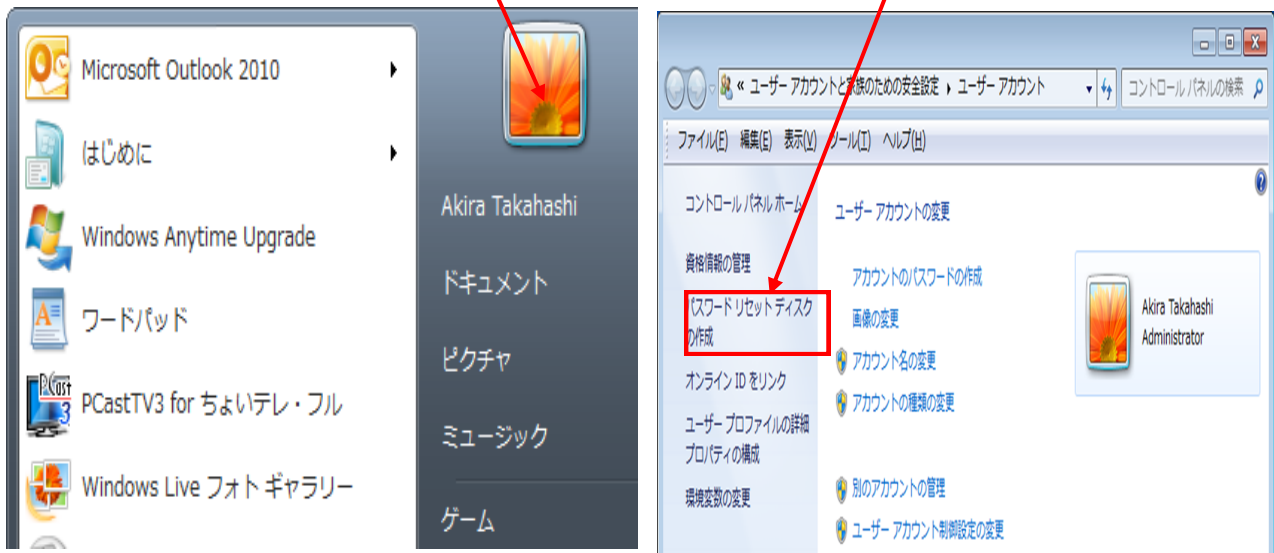 Microsoft Outlook 2010
はじめに
Windows Anytime Upgrade
ワードパッド
PCastTV3 for ちょいテレ・フル
Windows Live フォト ギャラリー
Akira Takahashi
ドキュメント
ピクチャ
ミュージック
ゲーム
« ユーザー アカウントと家族のための安全設定 ▸ ユーザー アカウント
コントロール パネルの検索
ファイル(F) 編集(E) 表示(V) ツール(T) ヘルプ(H)
コントロール パネル ホーム
資格情報の管理
パスワード リセット ディスク
の作成
オンライン ID をリンク
ユーザー プロファイルの詳細
プロパティの構成
環境変数の変更
ユーザー アカウントの変更
アカウントのパスワードの作成
画像の変更
アカウント名の変更
アカウントの種類の変更
別のアカウントの管理
ユーザー アカウント制御設定の変更
Akira Takahashi
Administrator